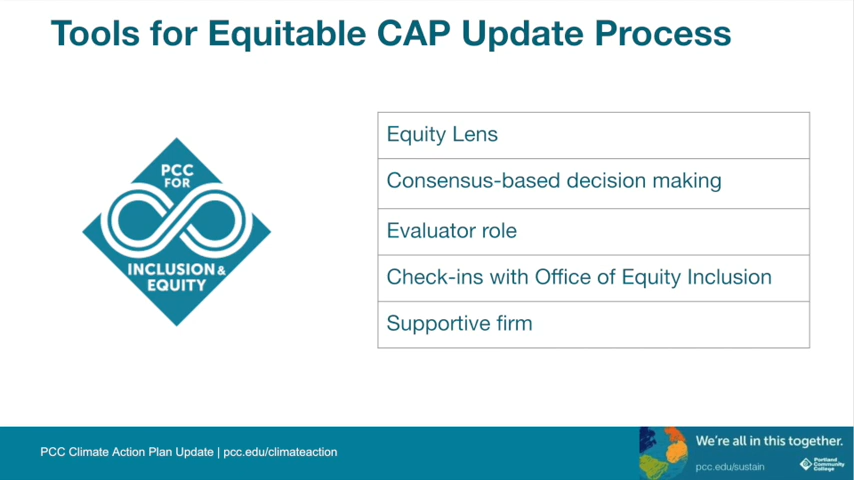 Tools for Equitable CAP Update Process
PCC
FOR
INCLUSION &
EQUITY
Equity Lens
Consensus-based decision making
Evaluator role
Check-ins with Office of Equity Inclusion
Supportive firm
PCC Climate Action Plan Update | pcc.edu/climateaction
We're all in this together.
pcc.edu/sustain
Portland
Community
College